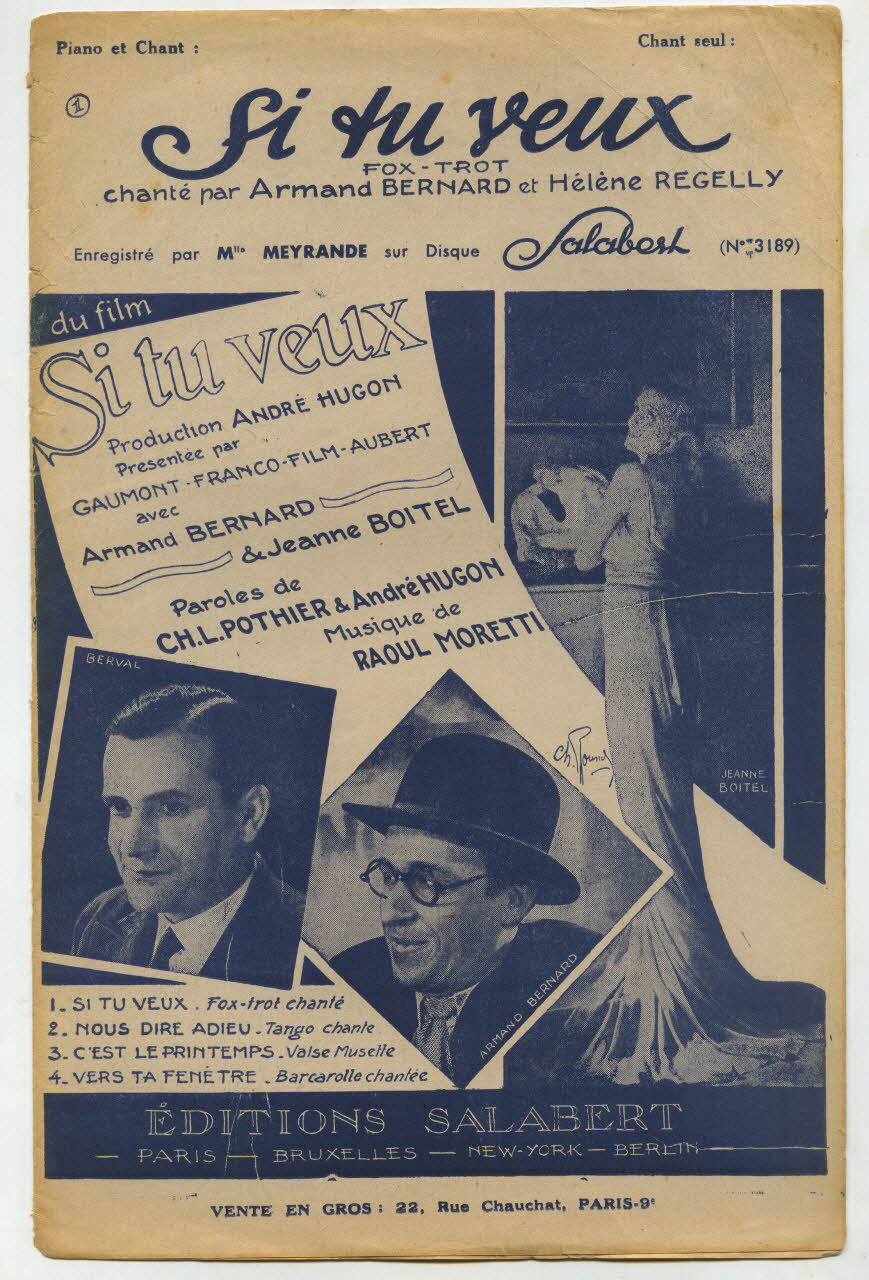 Piano et Chant :
Chant seul :
1
Si tu veux
FOX-TROT
chanté par Armand BERNARD et Hélène REGELLY
Enregistré par Mlle MEYRANDE sur Disque Salabert (No 3189)
du film
Si tu veux
Production ANDRÉ HUGON
Presentée par
GAUMONT-FRANCO-FILM-AUBERT
avec
Armand BERNARD
& Jeanne BOITEL
Paroles de
CH.L.POTHIER & André HUGON
Musique de
RAOUL MORETTI
BERVAL
JEANNE
BOITEL
ARMAND BERNARD
1_ SI TU VEUX . Fox-trot chanté
2_ NOUS DIRE ADIEU _ Tango chante
3_ C'EST LE PRINTEMPS _ Valse Musette
4_ VERS TA FENÊTRE _ Barcarolle chantée
ÉDITIONS SALABERT
— PARIS — BRUXELLES — NEW-YORK — BERLIN
VENTE EN GROS : 22, Rue Chauchat, PARIS-9e